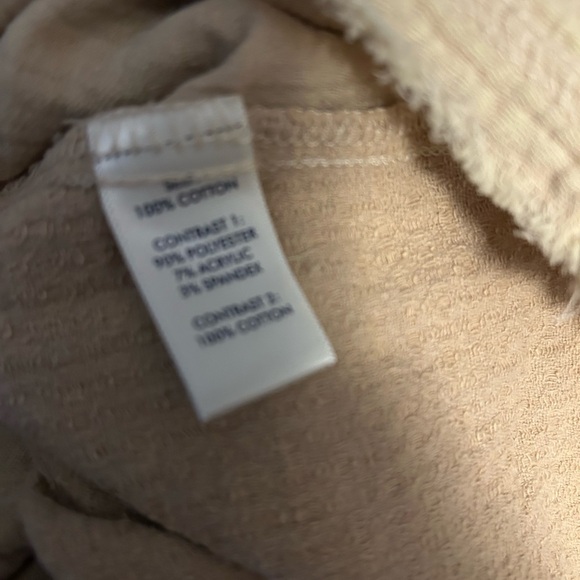 100% COTTON
CONTRAST 1:
90% POLYESTER
7% ACRYLIC
3% SPANDEX
CONTRAST 2:
100% COTTON